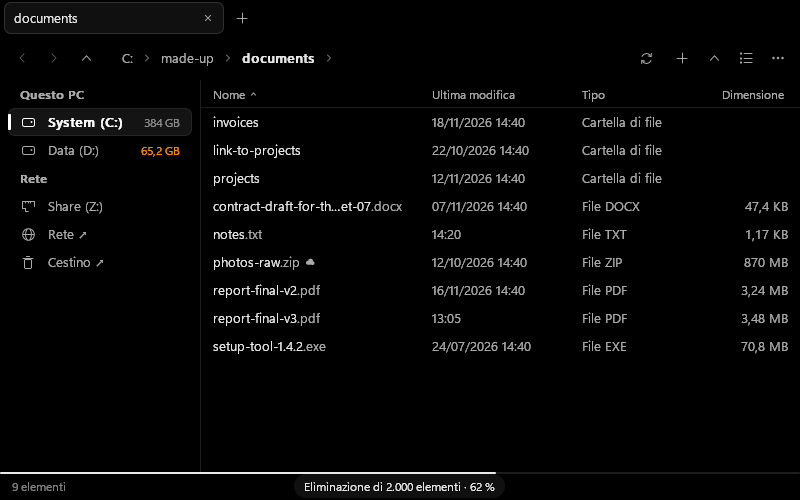 documents
C: made-up documents
Questo PC
System (C:) 384 GB
Data (D:) 65,2 GB
Rete
Share (Z:)
Rete ↗
Cestino ↗
Nome Ultima modifica Tipo Dimensione
invoices 18/11/2026 14:40 Cartella di file
link-to-projects 22/10/2026 14:40 Cartella di file
projects 12/11/2026 14:40 Cartella di file
contract-draft-for-th...et-07.docx 07/11/2026 14:40 File DOCX 47,4 KB
notes.txt 14:20 File TXT 1,17 KB
photos-raw.zip 12/10/2026 14:40 File ZIP 870 MB
report-final-v2.pdf 16/11/2026 14:40 File PDF 3,24 MB
report-final-v3.pdf 13:05 File PDF 3,48 MB
setup-tool-1.4.2.exe 24/07/2026 14:40 File EXE 70,8 MB
9 elementi
Eliminazione di 2.000 elementi · 62 %